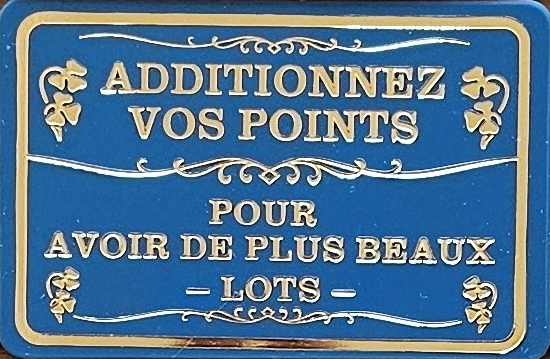 ADDITIONNEZ
VOS POINTS
POUR
AVOIR DE PLUS BEAUX
– LOTS –